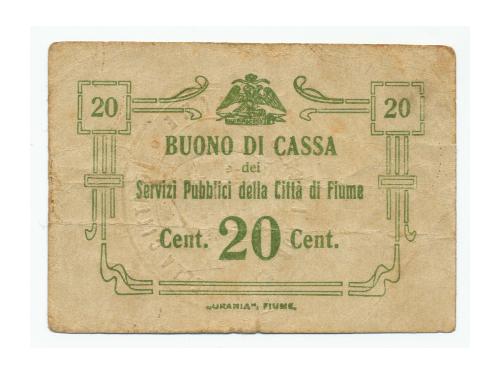 20 20
BUONO DI CASSA
dei
Servizi Pubblici della Città di Fiume
Cent. 20 Cent.
„URANIA“, FIUME.